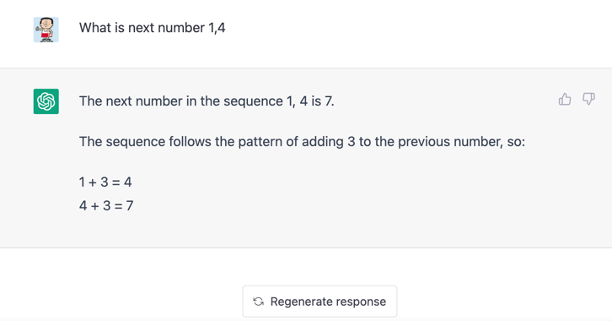 What is next number 1,4
The next number in the sequence 1, 4 is 7.
The sequence follows the pattern of adding 3 to the previous number, so:
1 + 3 = 4
4 + 3 = 7
Regenerate response